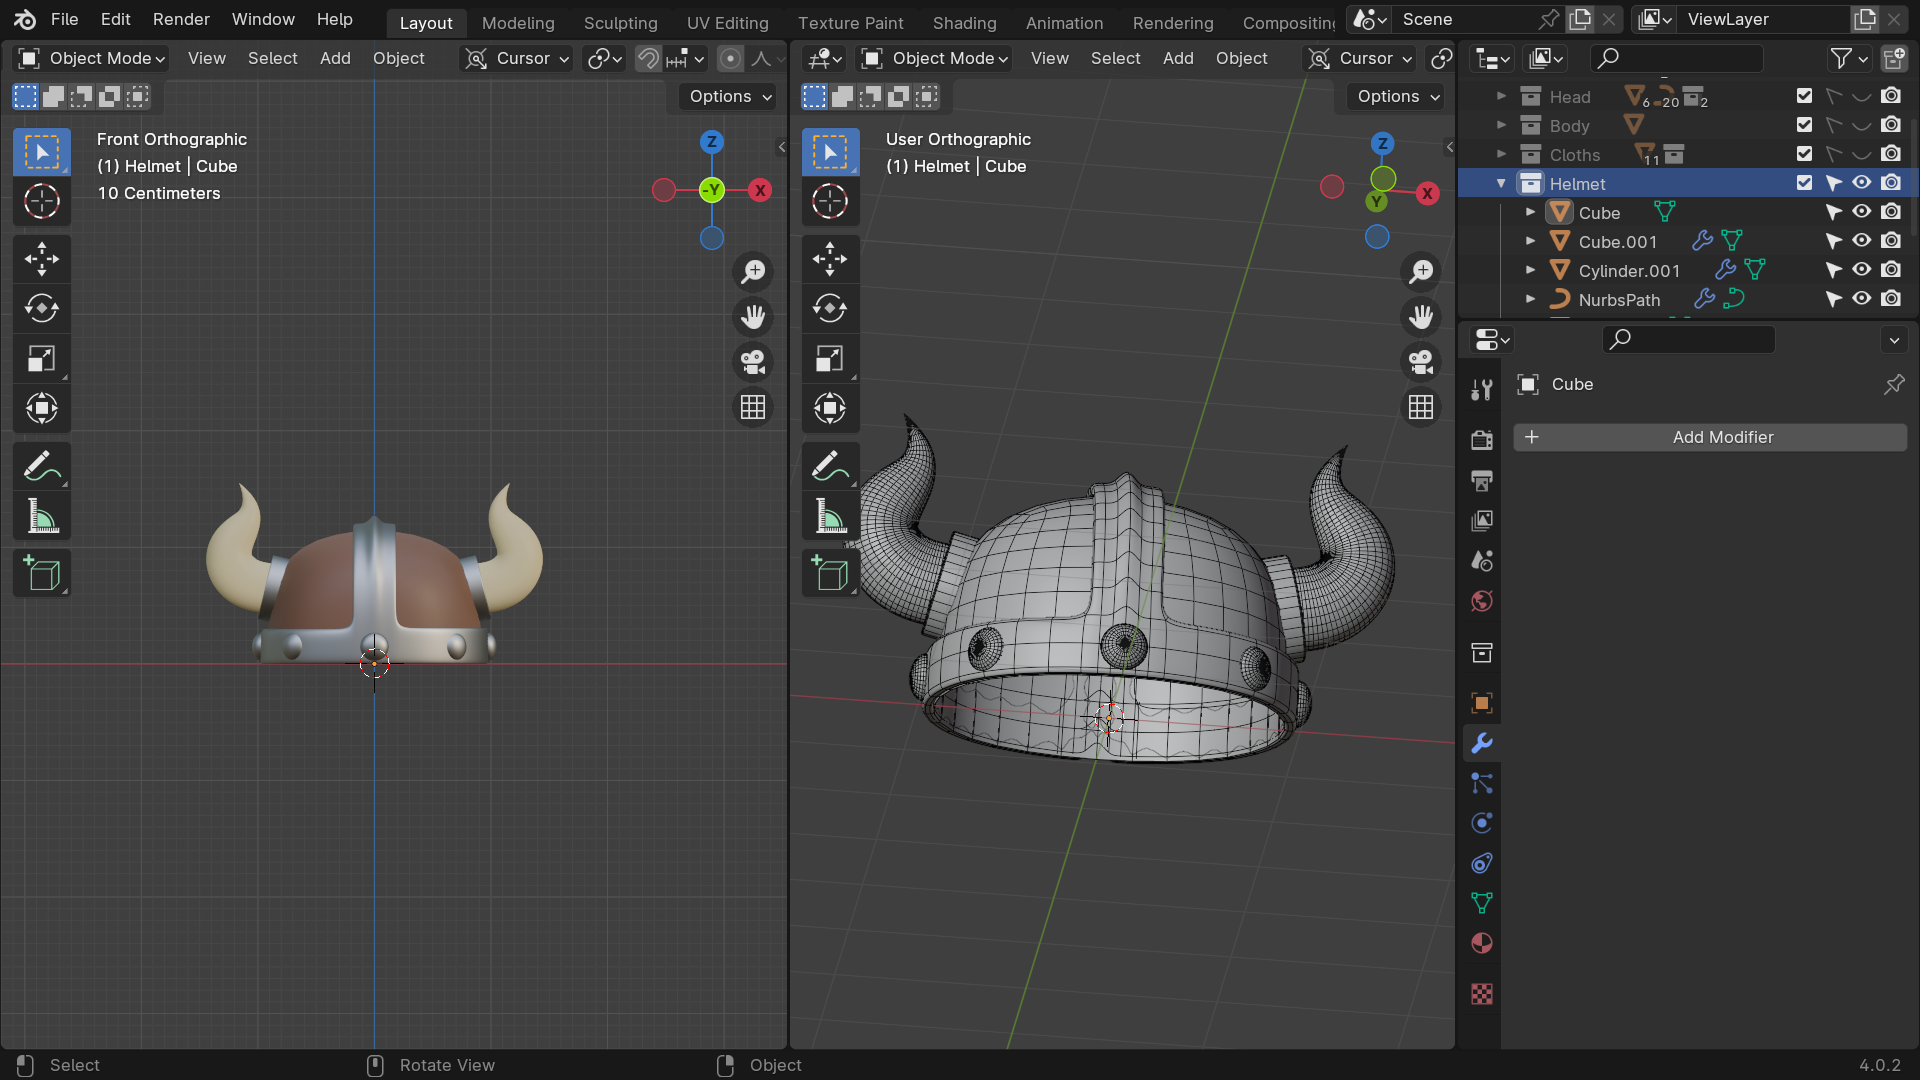 File Edit Render Window Help Layout Modeling Sculpting UV Editing Texture Paint Shading Animation Rendering Compositing Scene ViewLayer
Object Mode View Select Add Object Cursor
Object Mode View Select Add Object Cursor
Options
Options
Front Orthographic
(1) Helmet | Cube
10 Centimeters
Z
-Y
X
User Orthographic
(1) Helmet | Cube
Z
Y
X
Head 6 20 2
Body
Cloths 11
Helmet
Cube
Cube.001
Cylinder.001
NurbsPath
Cube
+ Add Modifier
Select Rotate View Object 4.0.2